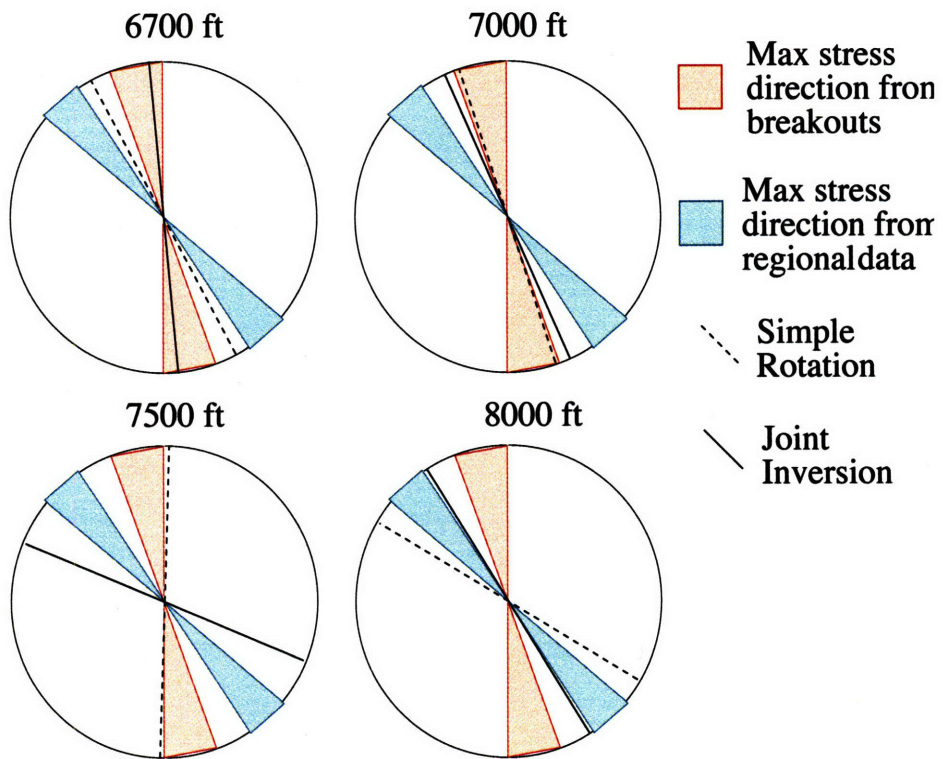 6700 ft
7000 ft
Max stress
direction fron
breakouts
Max stress
direction from
regionaldata
Simple
Rotation
7500 ft
8000 ft
Joint
Inversion